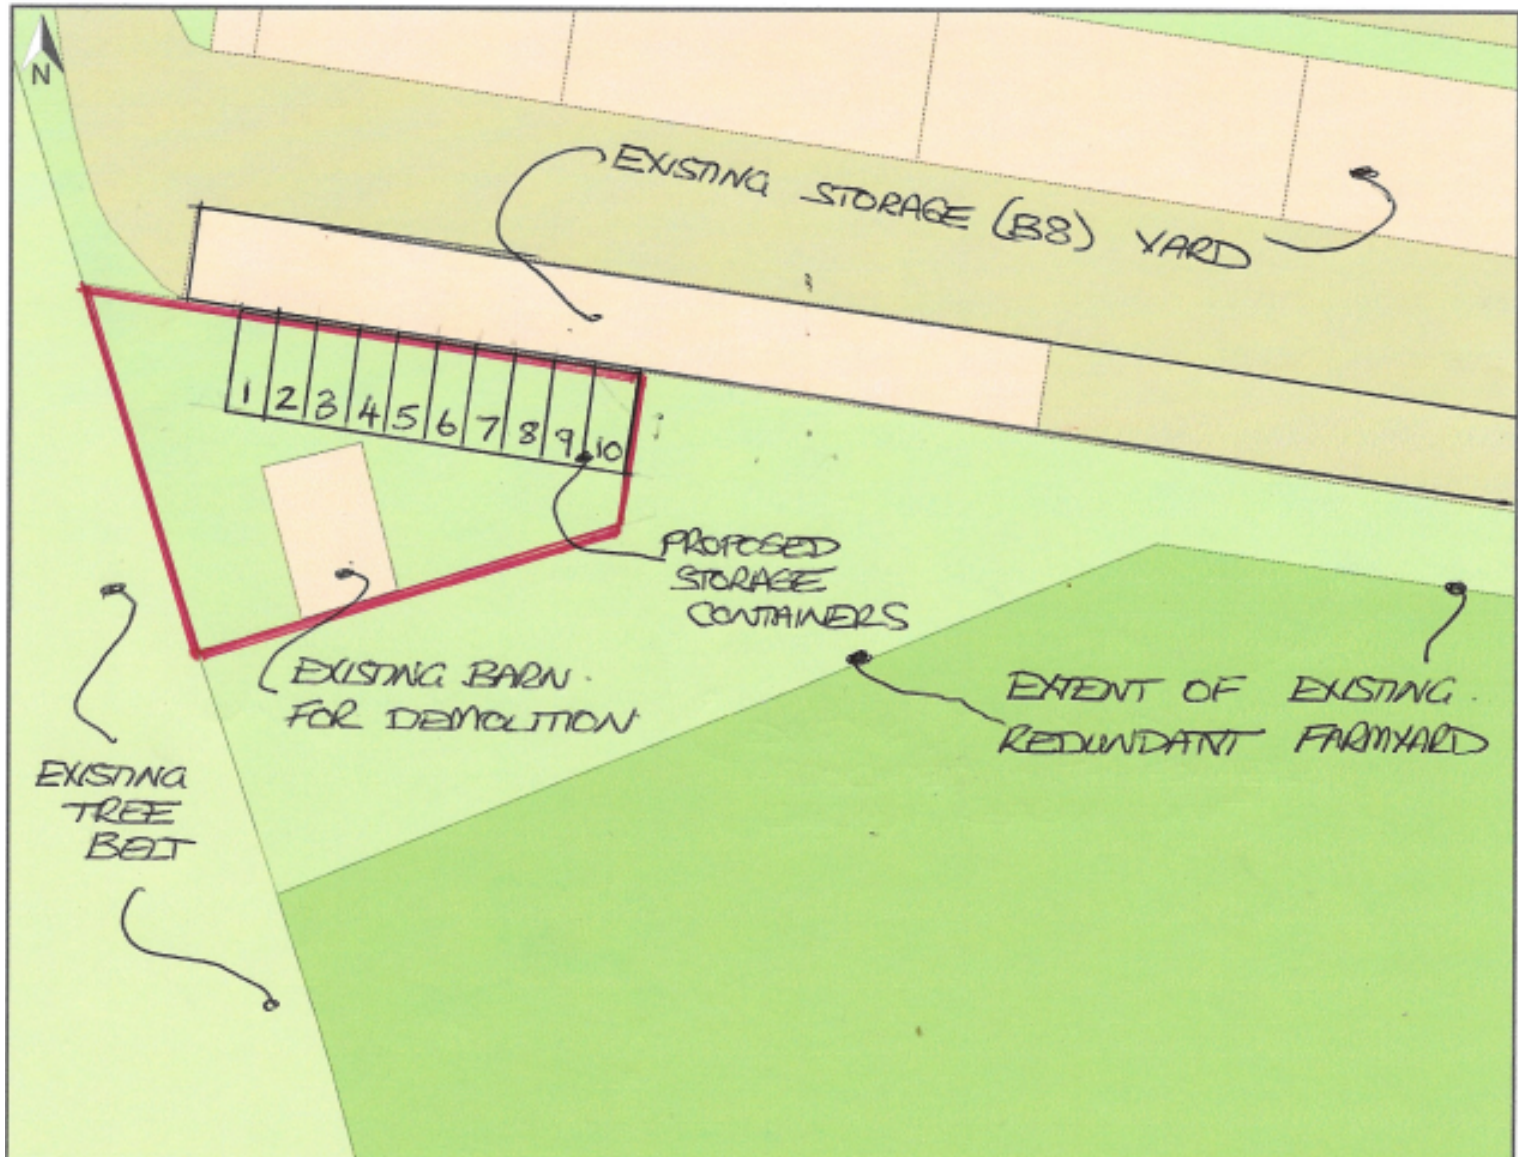 N
EXISTING STORAGE (B8) YARD
1 2 3 4 5 6 7 8 9 10
PROPOSED
STORAGE
CONTAINERS
EXISTING BARN
FOR DEMOLITION
EXTENT OF EXISTING
REDUNDANT FARMYARD
EXISTING
TREE
BELT